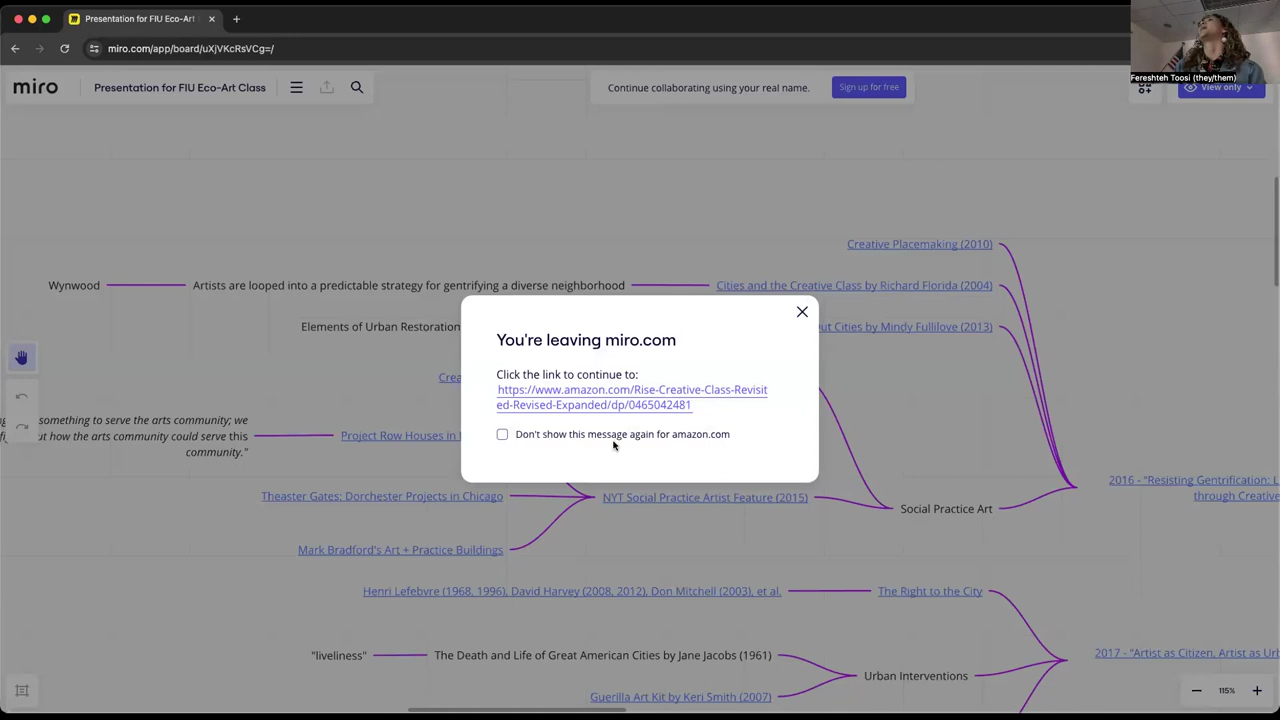 Presentation for FIU Eco-Art
miro.com/app/board/uXjVKcRsVCg=/
Fereshteh Toosi (they/them)
miro
Presentation for FIU Eco-Art Class
Continue collaborating using your real name.
Sign up for free
View only
Creative Placemaking (2010)
Wynwood
Artists are looped into a predictable strategy for gentrifying a diverse neighborhood
Cities and the Creative Class by Richard Florida (2004)
Elements of Urban Restoration
out Cities by Mindy Fullilove (2013)
You're leaving miro.com
Click the link to continue to:
https://www.amazon.com/Rise-Creative-Class-Revisit
ed-Revised-Expanded/dp/0465042481
Don't show this message again for amazon.com
Crea
something to serve the arts community; we
out how the arts community could serve this
community."
Project Row Houses in
Theaster Gates: Dorchester Projects in Chicago
NYT Social Practice Artist Feature (2015)
Social Practice Art
2016 - "Resisting Gentrification: L
through Creative
Mark Bradford's Art + Practice Buildings
Henri Lefebvre (1968, 1996), David Harvey (2008, 2012), Don Mitchell (2003), et al.
The Right to the City
"liveliness"
The Death and Life of Great American Cities by Jane Jacobs (1961)
2017 - "Artist as Citizen, Artist as Urb
Urban Interventions
Guerilla Art Kit by Keri Smith (2007)
115%